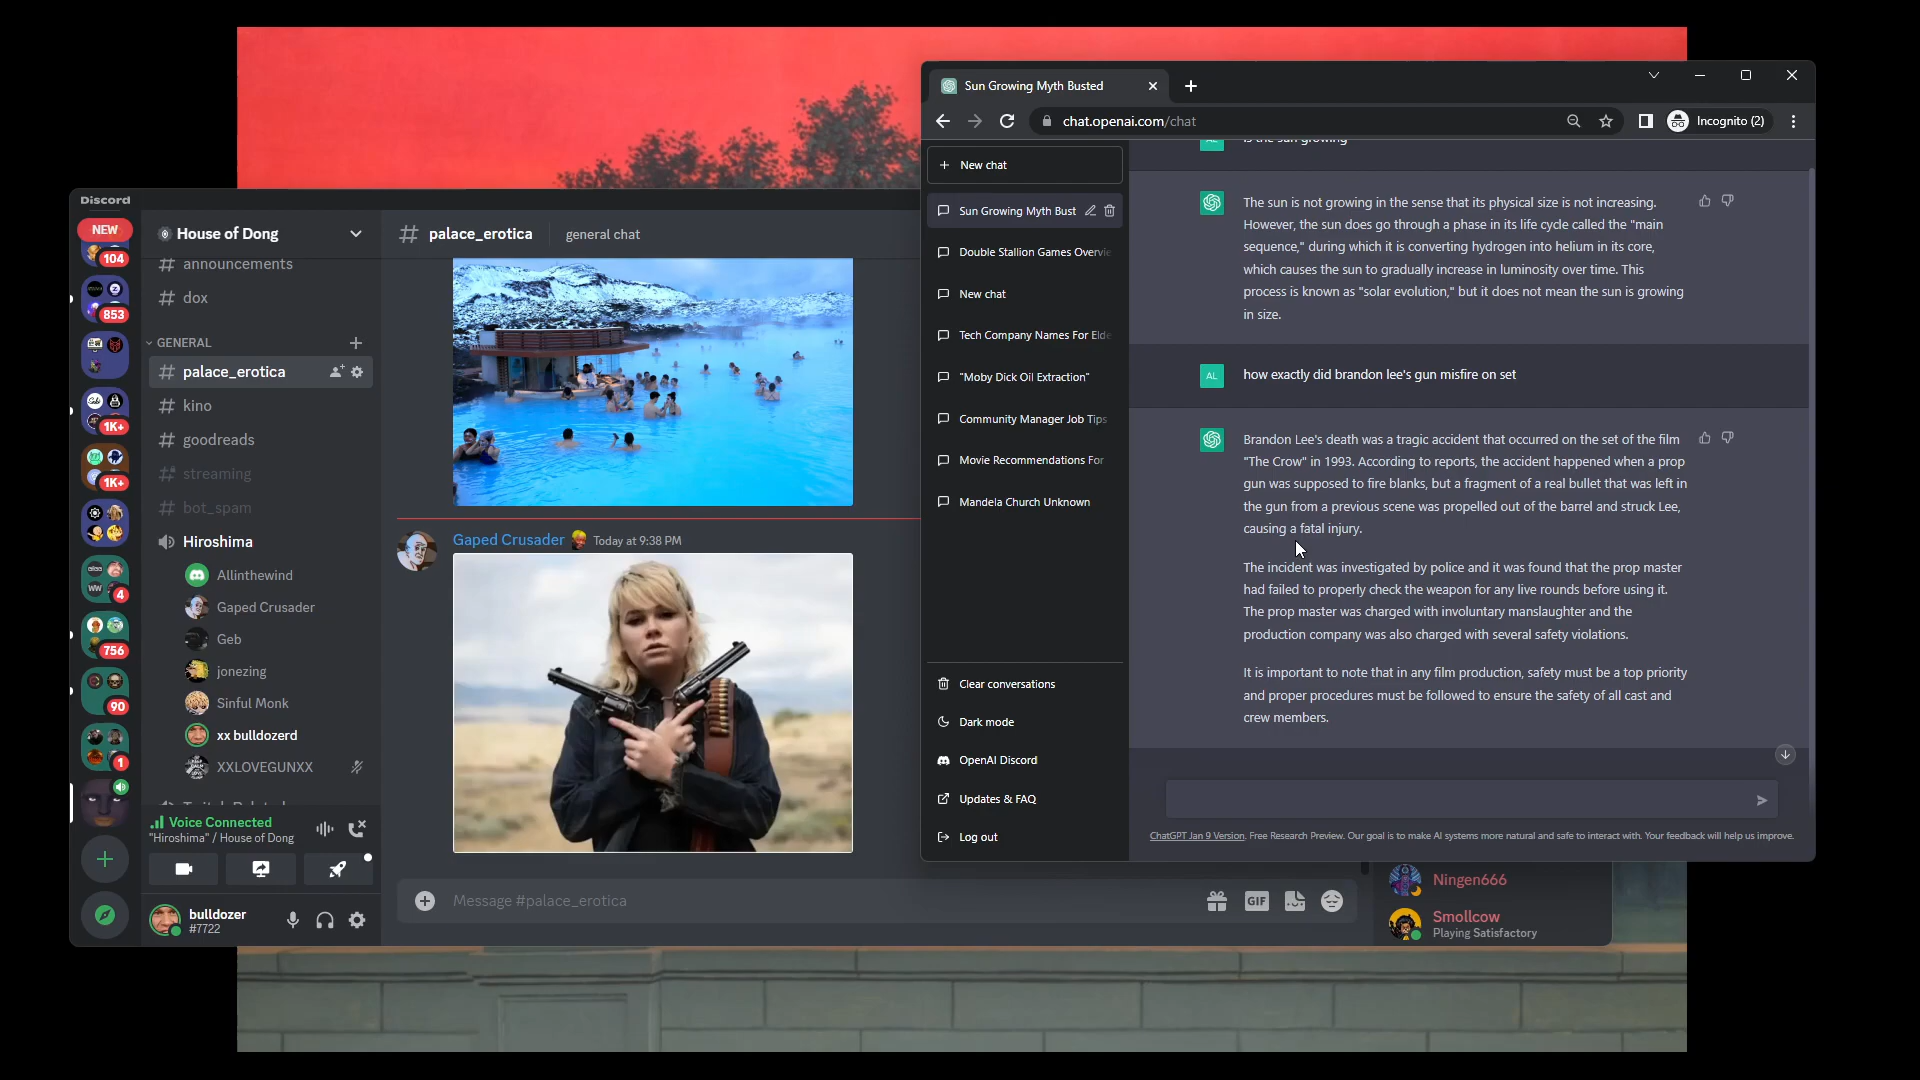 Discord
NEW
104
853
1K+
1K+
4
756
90
1
House of Dong
announcements
dox
GENERAL
palace_erotica
kino
goodreads
streaming
bot_spam
Hiroshima
Allinthewind
Gaped Crusader
Geb
jonezing
Sinful Monk
xx bulldozerd
XXLOVEGUNXX
Voice Connected
"Hiroshima" / House of Dong
bulldozer
#7722
palace_erotica general chat
Gaped Crusader Today at 9:38 PM
Message #palace_erotica
GIF
Ningen666
Smollcow
Playing Satisfactory
Sun Growing Myth Busted
chat.openai.com/chat
Incognito (2)
New chat
Sun Growing Myth Bust
Double Stallion Games Overvie
New chat
Tech Company Names For Elde
"Moby Dick Oil Extraction"
Community Manager Job Tips
Movie Recommendations For
Mandela Church Unknown
Clear conversations
Dark mode
OpenAI Discord
Updates & FAQ
Log out
is the sun growing
The sun is not growing in the sense that its physical size is not increasing.
However, the sun does go through a phase in its life cycle called the "main
sequence," during which it is converting hydrogen into helium in its core,
which causes the sun to gradually increase in luminosity over time. This
process is known as "solar evolution," but it does not mean the sun is growing
in size.
AL
how exactly did brandon lee's gun misfire on set
Brandon Lee's death was a tragic accident that occurred on the set of the film
"The Crow" in 1993. According to reports, the accident happened when a prop
gun was supposed to fire blanks, but a fragment of a real bullet that was left in
the gun from a previous scene was propelled out of the barrel and struck Lee,
causing a fatal injury.
The incident was investigated by police and it was found that the prop master
had failed to properly check the weapon for any live rounds before using it.
The prop master was charged with involuntary manslaughter and the
production company was also charged with several safety violations.
It is important to note that in any film production, safety must be a top priority
and proper procedures must be followed to ensure the safety of all cast and
crew members.
ChatGPT Jan 9 Version. Free Research Preview. Our goal is to make AI systems more natural and safe to interact with. Your feedback will help us improve.